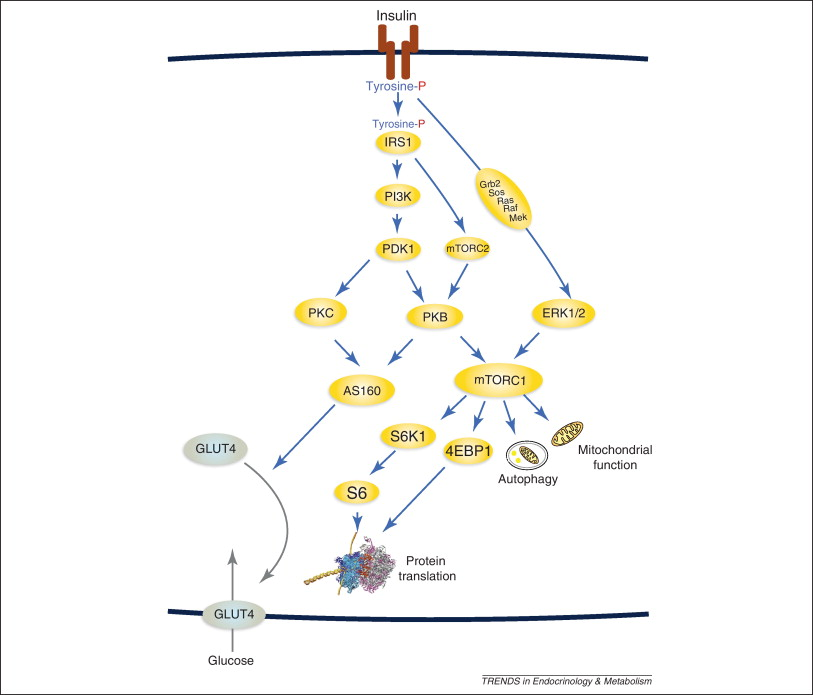 Insulin
Tyrosine-P
Tyrosine-P
IRS1
Grb2
Sos
Ras
Raf
Mek
PI3K
PDK1
mTORC2
PKC
PKB
ERK1/2
AS160
mTORC1
GLUT4
S6K1
4EBP1
Mitochondrial
function
Autophagy
S6
Protein
translation
GLUT4
Glucose
TRENDS in Endocrinology & Metabolism